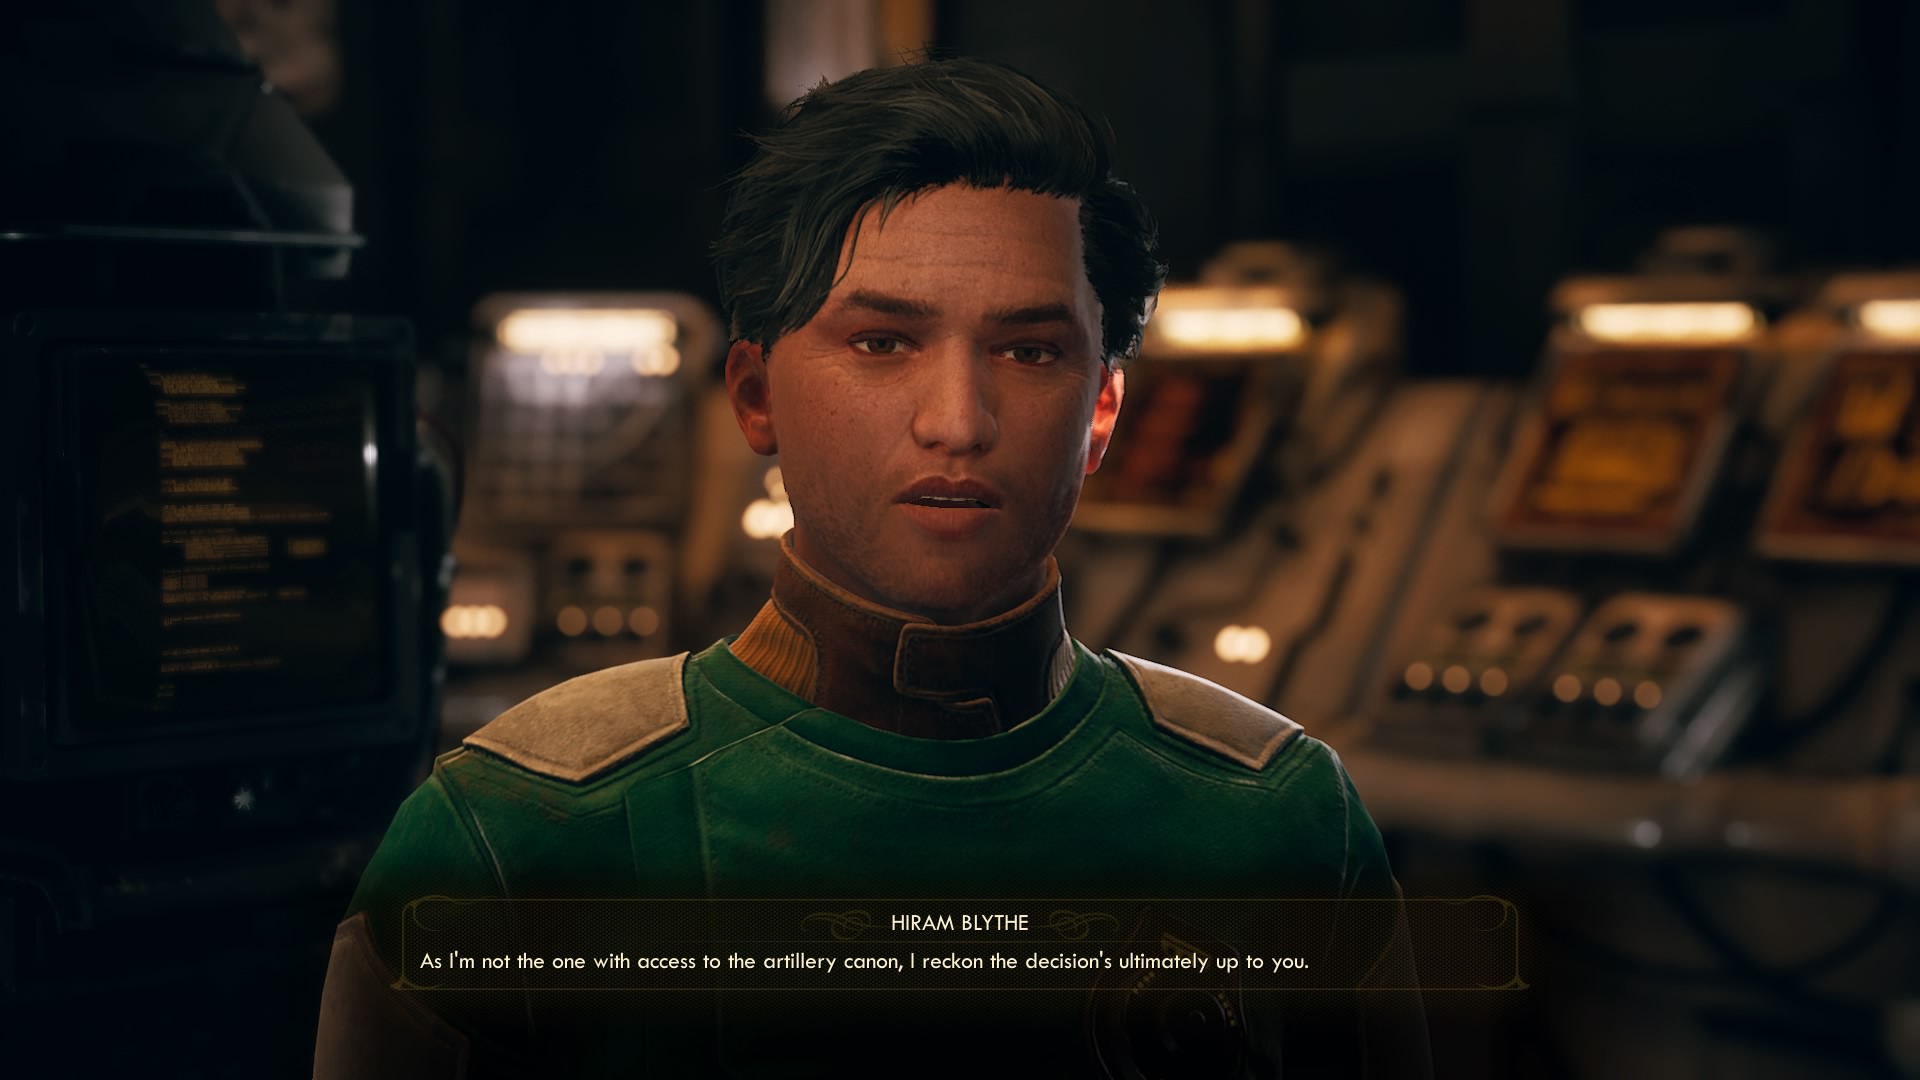 HIRAM BLYTHE
As I'm not the one with access to the artillery canon, I reckon the decision's ultimately up to you.